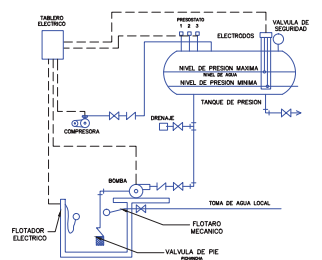 TABLERO
ELECTRICO
PRESOSTATO
1 2 3
ELECTRODOS
VALVULA DE
SEGURIDAD
NIVEL DE PRESION MAXIMA
NIVEL DE AGUA
NIVEL DE PRESION MINIMA
TANQUE DE PRESION
COMPRESORA
DRENAJE
BOMBA
TOMA DE AGUA LOCAL
FLOTARO
MECANICO
FLOTADOR
ELECTRICO
VALVULA DE PIE
PICHANCHA